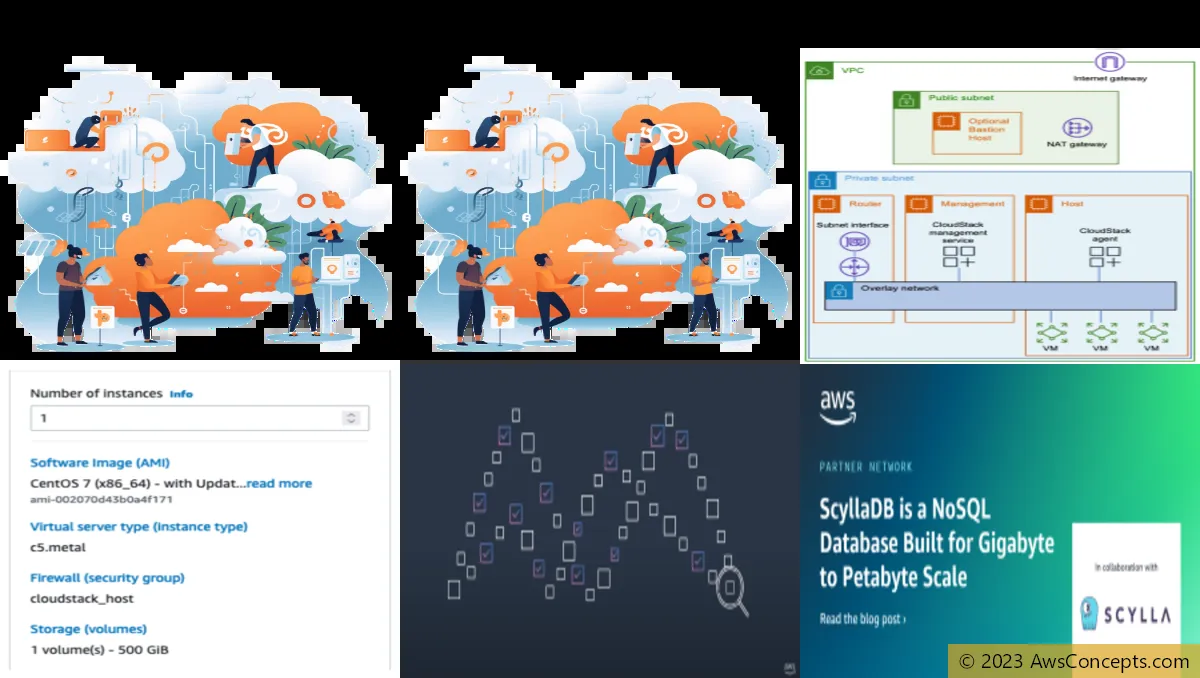 VPC
Internet gateway
Public subnet
Optional
Bastion
Host
NAT gateway
Private subnet
Router
Management
Host
Subnet interface
CloudStack
management
service
CloudStack
agent
Overlay network
VM
VM
VM
Number of instances Info
1
Software Image (AMI)
CentOS 7 (x86_64) - with Updat...read more
ami-002070d43b0a4f171
Virtual server type (instance type)
c5.metal
Firewall (security group)
cloudstack_host
Storage (volumes)
1 volume(s) - 500 GiB
aws
aws
PARTNER NETWORK
ScyllaDB is a NoSQL
Database Built for Gigabyte
to Petabyte Scale
Read the blog post ›
In collaboration with
SCYLLA
© 2023 AwsConcepts.com